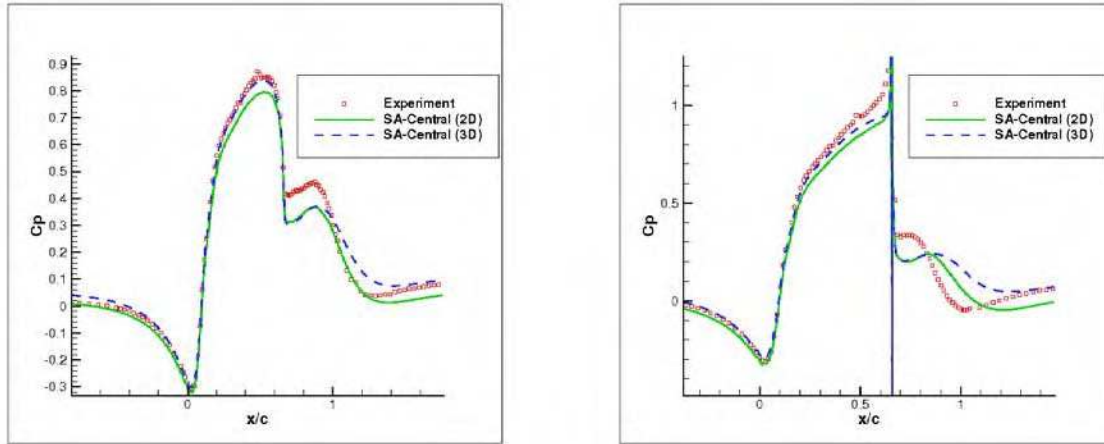 0.9
0.8
0.7
0.6
0.5
0.4
0.3
0.2
0.1
0
-0.1
-0.2
-0.3
Cp
0
1
x/c
Experiment
SA-Central (2D)
SA-Central (3D)
1
0.5
0
Cp
0
0.5
1
x/c
Experiment
SA-Central (2D)
SA-Central (3D)